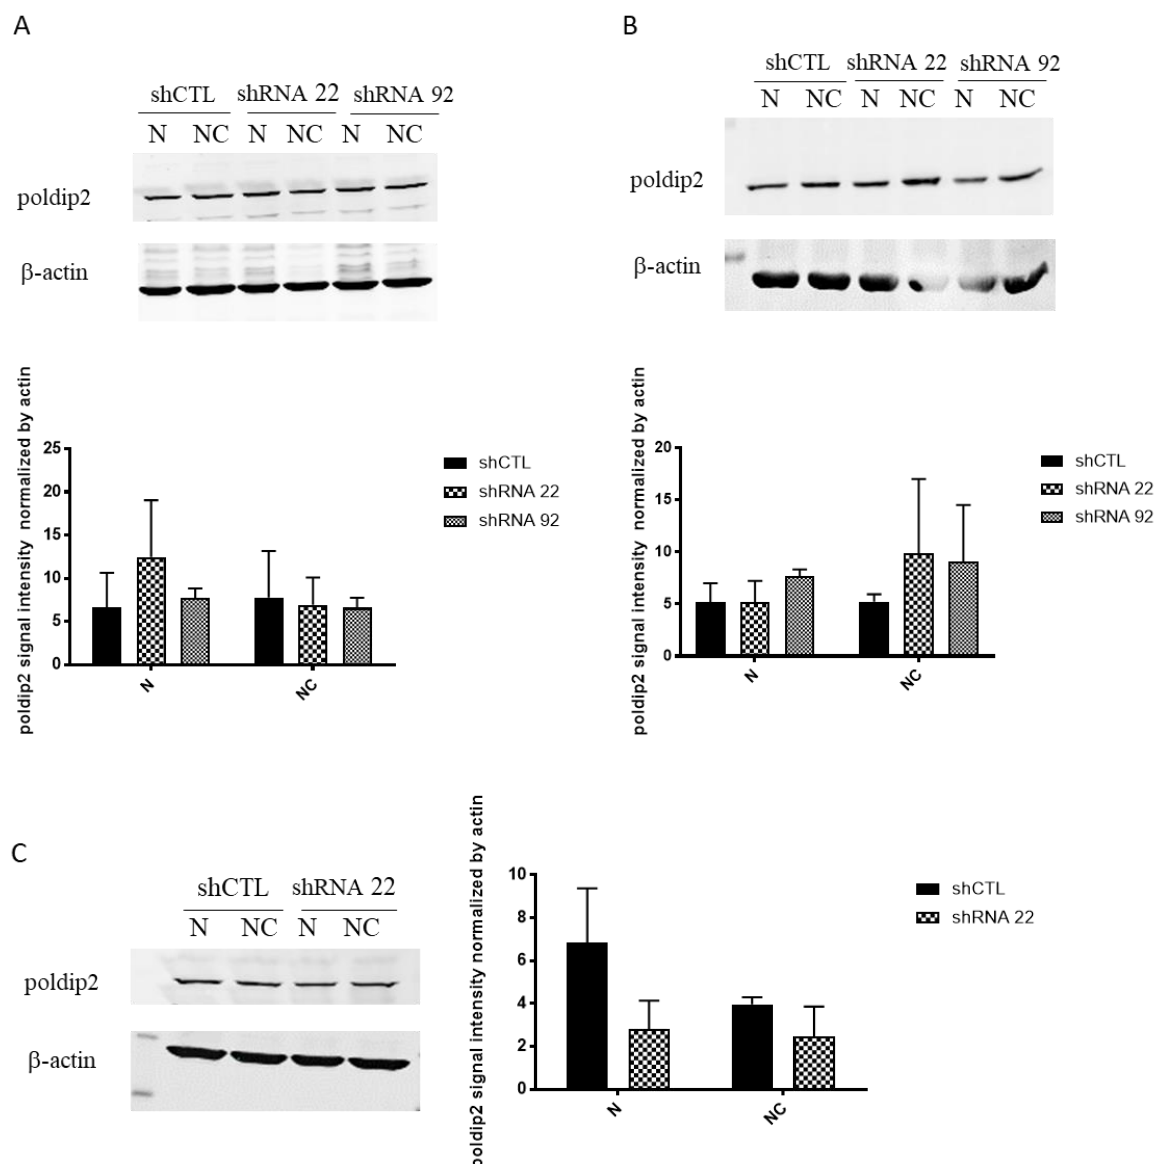 A
shCTL shRNA 22 shRNA 92
N NC N NC N NC
poldip2
β-actin
poldip2 signal intensity normalized by actin
25
20
15
10
5
0
N
NC
shCTL
shRNA 22
shRNA 92
B
shCTL shRNA 22 shRNA 92
N NC N NC N NC
poldip2
β-actin
poldip2 signal intensity normalized by actin
20
15
10
5
0
N
NC
shCTL
shRNA 22
shRNA 92
C
shCTL shRNA 22
N NC N NC
poldip2
β-actin
poldip2 signal intensity normalized by actin
10
8
6
4
2
0
N
NC
shCTL
shRNA 22